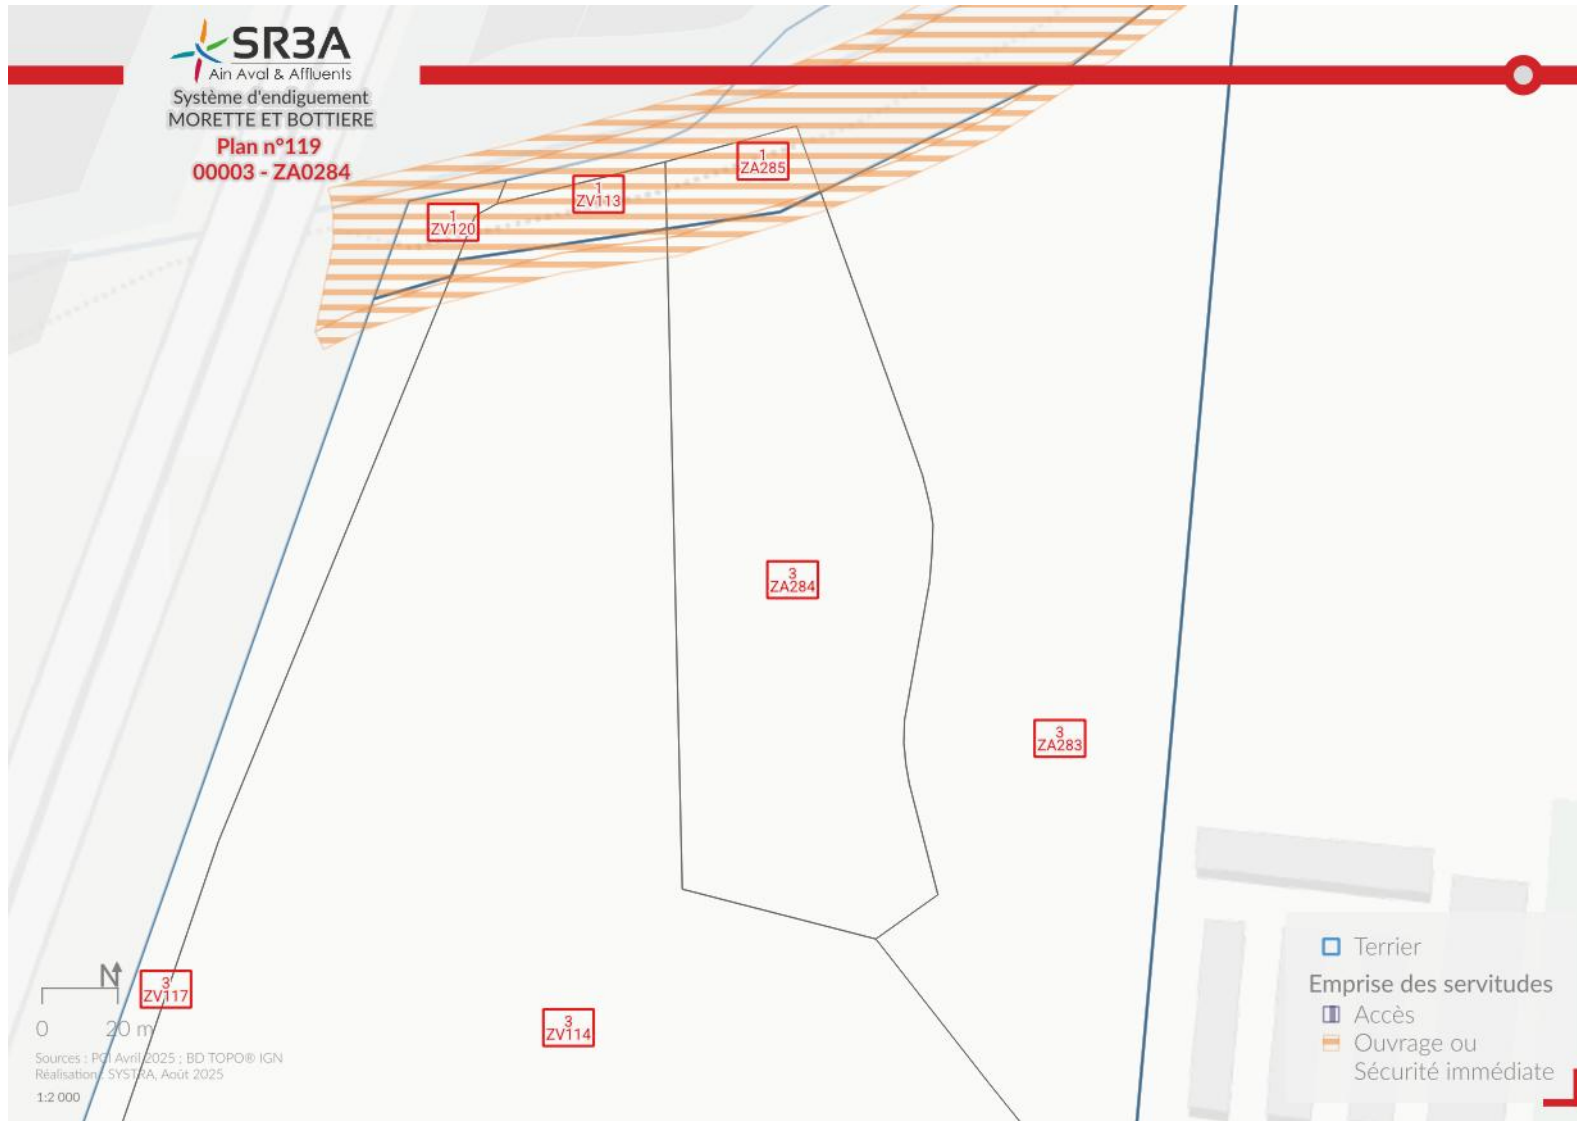 SR3A
Ain Aval & Affluents
Système d'endiguement
MORETTE ET BOTTIERE
Plan n°119
00003 - ZA0284
1
ZA285
1
ZV113
1
ZV120
3
ZA284
3
ZA283
3
ZV117
3
ZV114
N
0 20 m
Sources : PCI Avril 2025 ; BD TOPO® IGN
Réalisation : SYSTRA, Août 2025
1:2 000
Terrier
Emprise des servitudes
Accès
Ouvrage ou
Sécurité immédiate